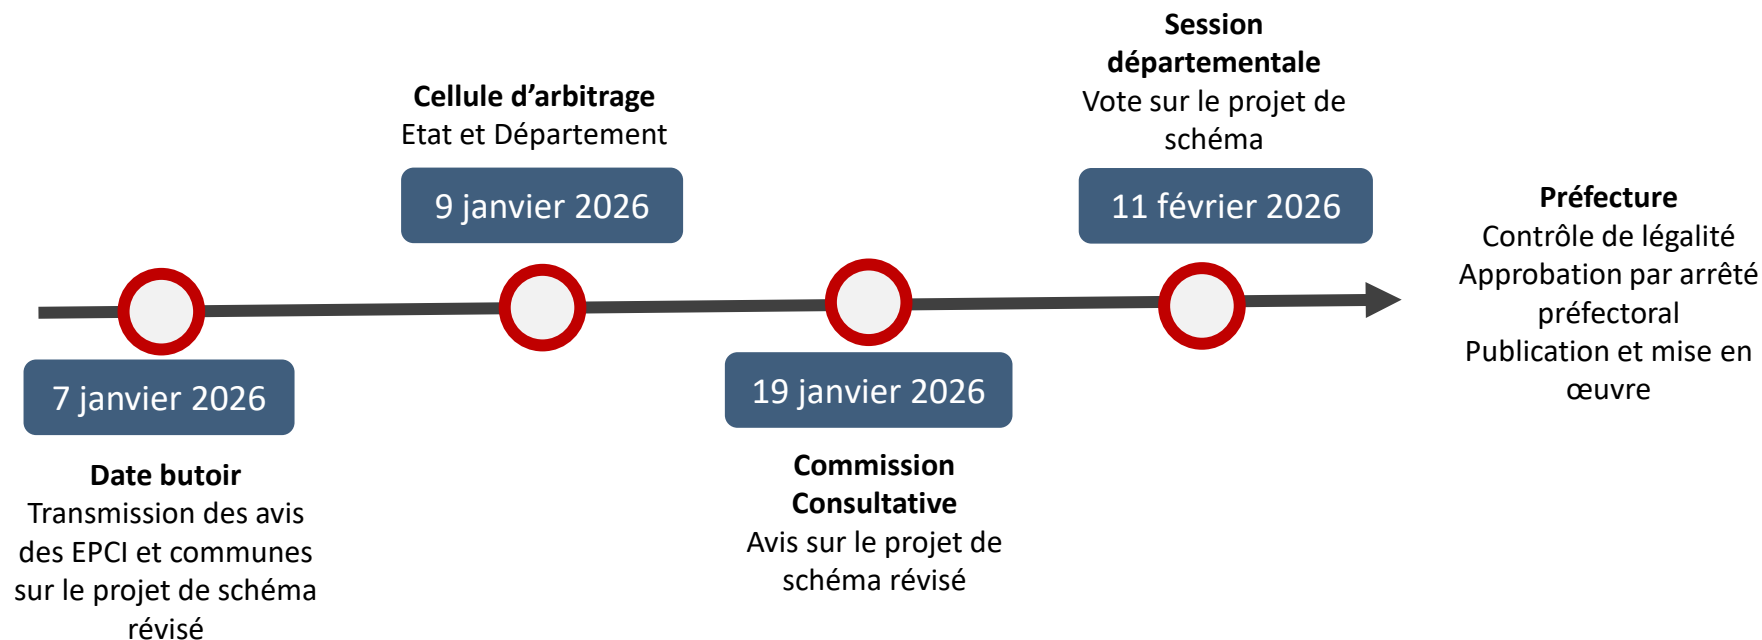 7 janvier 2026
Date butoir
Transmission des avis
des EPCI et communes
sur le projet de schéma
révisé
Cellule d’arbitrage
Etat et Département
9 janvier 2026
19 janvier 2026
Commission
Consultative
Avis sur le projet de
schéma révisé
Session
départementale
Vote sur le projet de
schéma
11 février 2026
Préfecture
Contrôle de légalité
Approbation par arrêté
préfectoral
Publication et mise en
œuvre